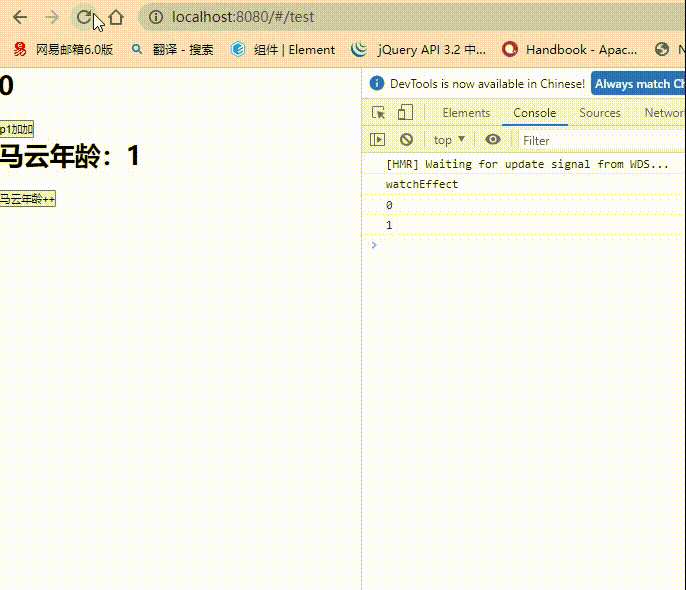 localhost:8080/#/test
网易邮箱6.0版
翻译 - 搜索
组件 | Element
jQuery API 3.2 中...
Handbook - Apac...
N
0
p1加加
马云年龄：1
马云年龄++
DevTools is now available in Chinese!
Always match Ch
Elements
Console
Sources
Networ
top
Filter
[HMR] Waiting for update signal from WDS...
watchEffect
0
1